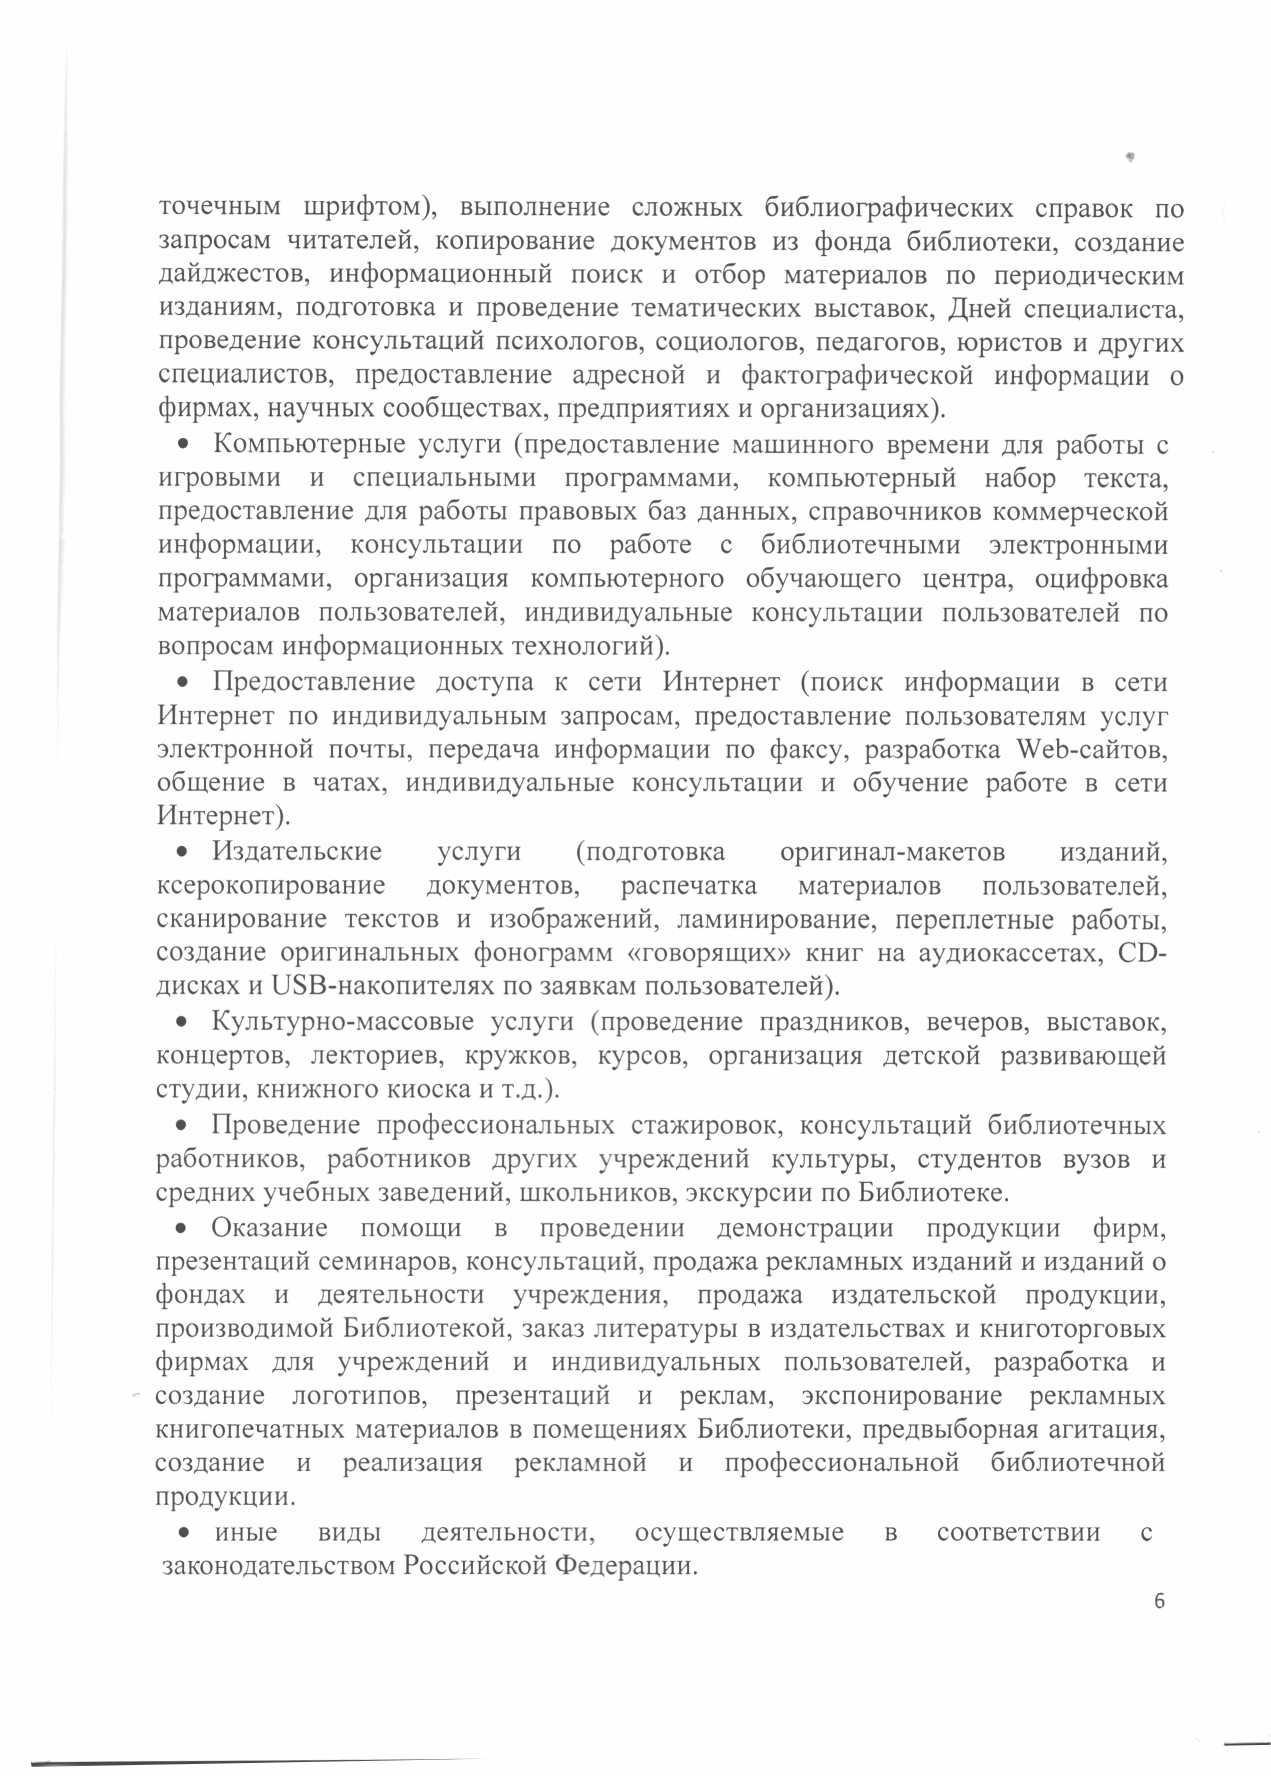 точечным шрифтом), выполнение сложных библиографических справок по
запросам читателей, копирование документов из фонда библиотеки, создание
дайджестов, информационный поиск и отбор материалов по периодическим
изданиям, подготовка и проведение тематических выставок, Дней специалиста,
проведение консультаций психологов, социологов, педагогов, юристов и других
специалистов, предоставление адресной и фактографической информации о
фирмах, научных сообществах, предприятиях и организациях).
• Компьютерные услуги (предоставление машинного времени для работы с
игровыми и специальными программами, компьютерный набор текста,
предоставление для работы правовых баз данных, справочников коммерческой
информации, консультации по работе с библиотечными электронными
программами, организация компьютерного обучающего центра, оцифровка
материалов пользователей, индивидуальные консультации пользователей по
вопросам информационных технологий).
• Предоставление доступа к сети Интернет (поиск информации в сети
Интернет по индивидуальным запросам, предоставление пользователям услуг
электронной почты, передача информации по факсу, разработка Web-сайтов,
общение в чатах, индивидуальные консультации и обучение работе в сети
Интернет).
• Издательские услуги (подготовка оригинал-макетов изданий,
ксерокопирование документов, распечатка материалов пользователей,
сканирование текстов и изображений, ламинирование, переплетные работы,
создание оригинальных фонограмм «говорящих» книг на аудиокассетах, CD-
дисках и USB-накопителях по заявкам пользователей).
• Культурно-массовые услуги (проведение праздников, вечеров, выставок,
концертов, лекториев, кружков, курсов, организация детской развивающей
студии, книжного киоска и т.д.).
• Проведение профессиональных стажировок, консультаций библиотечных
работников, работников других учреждений культуры, студентов вузов и
средних учебных заведений, школьников, экскурсии по Библиотеке.
• Оказание помощи в проведении демонстрации продукции фирм,
презентаций семинаров, консультаций, продажа рекламных изданий и изданий о
фондах и деятельности учреждения, продажа издательской продукции,
производимой Библиотекой, заказ литературы в издательствах и книготорговых
фирмах для учреждений и индивидуальных пользователей, разработка и
создание логотипов, презентаций и реклам, экспонирование рекламных
книгопечатных материалов в помещениях Библиотеки, предвыборная агитация,
создание и реализация рекламной и профессиональной библиотечной
продукции.
• иные виды деятельности, осуществляемые в соответствии с
законодательством Российской Федерации.
6